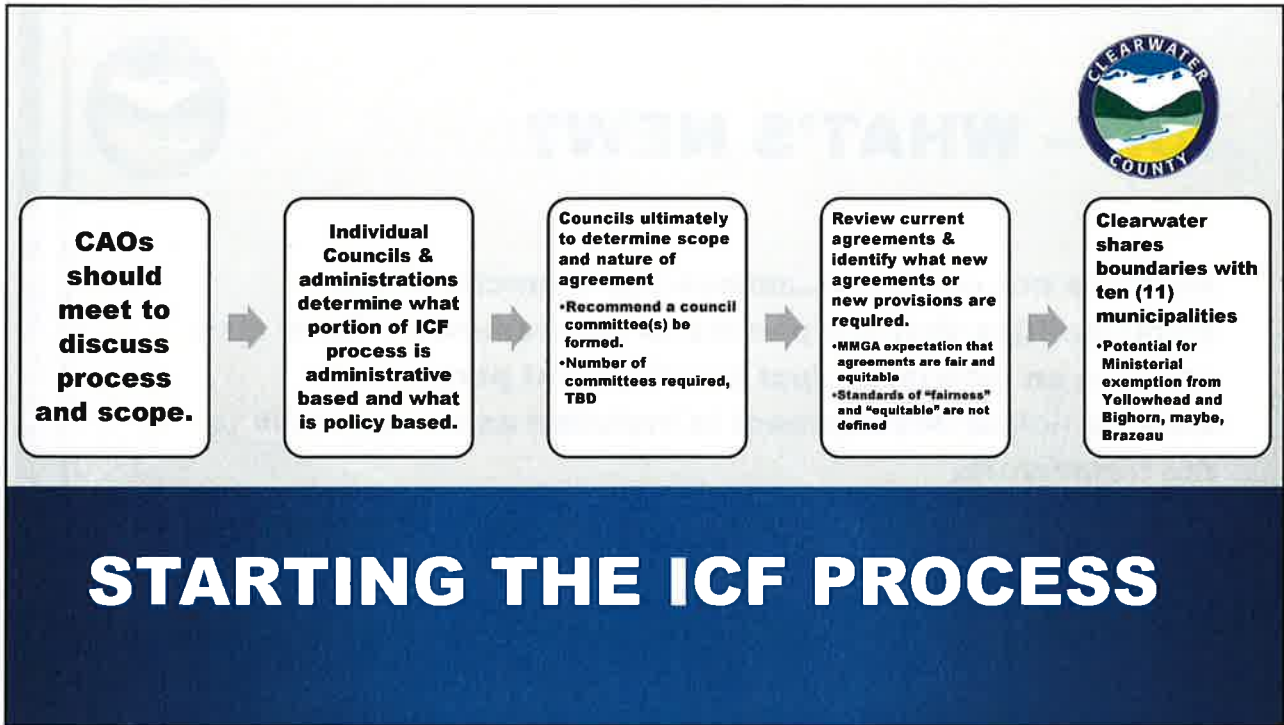 CLEARWATER
COUNTY
CAOs
should
meet to
discuss
process
and scope.
Individual
Councils &
administrations
determine what
portion of ICF
process is
administrative
based and what
is policy based.
Councils ultimately
to determine scope
and nature of
agreement
•Recommend a council
committee(s) be
formed.
•Number of
committees required,
TBD
Review current
agreements &
identify what new
agreements or
new provisions are
required.
•MMGA expectation that
agreements are fair and
equitable
•Standards of "fairness"
and "equitable" are not
defined
Clearwater
shares
boundaries with
ten (11)
municipalities
•Potential for
Ministerial
exemption from
Yellowhead and
Bighorn, maybe,
Brazeau
STARTING THE ICF PROCESS